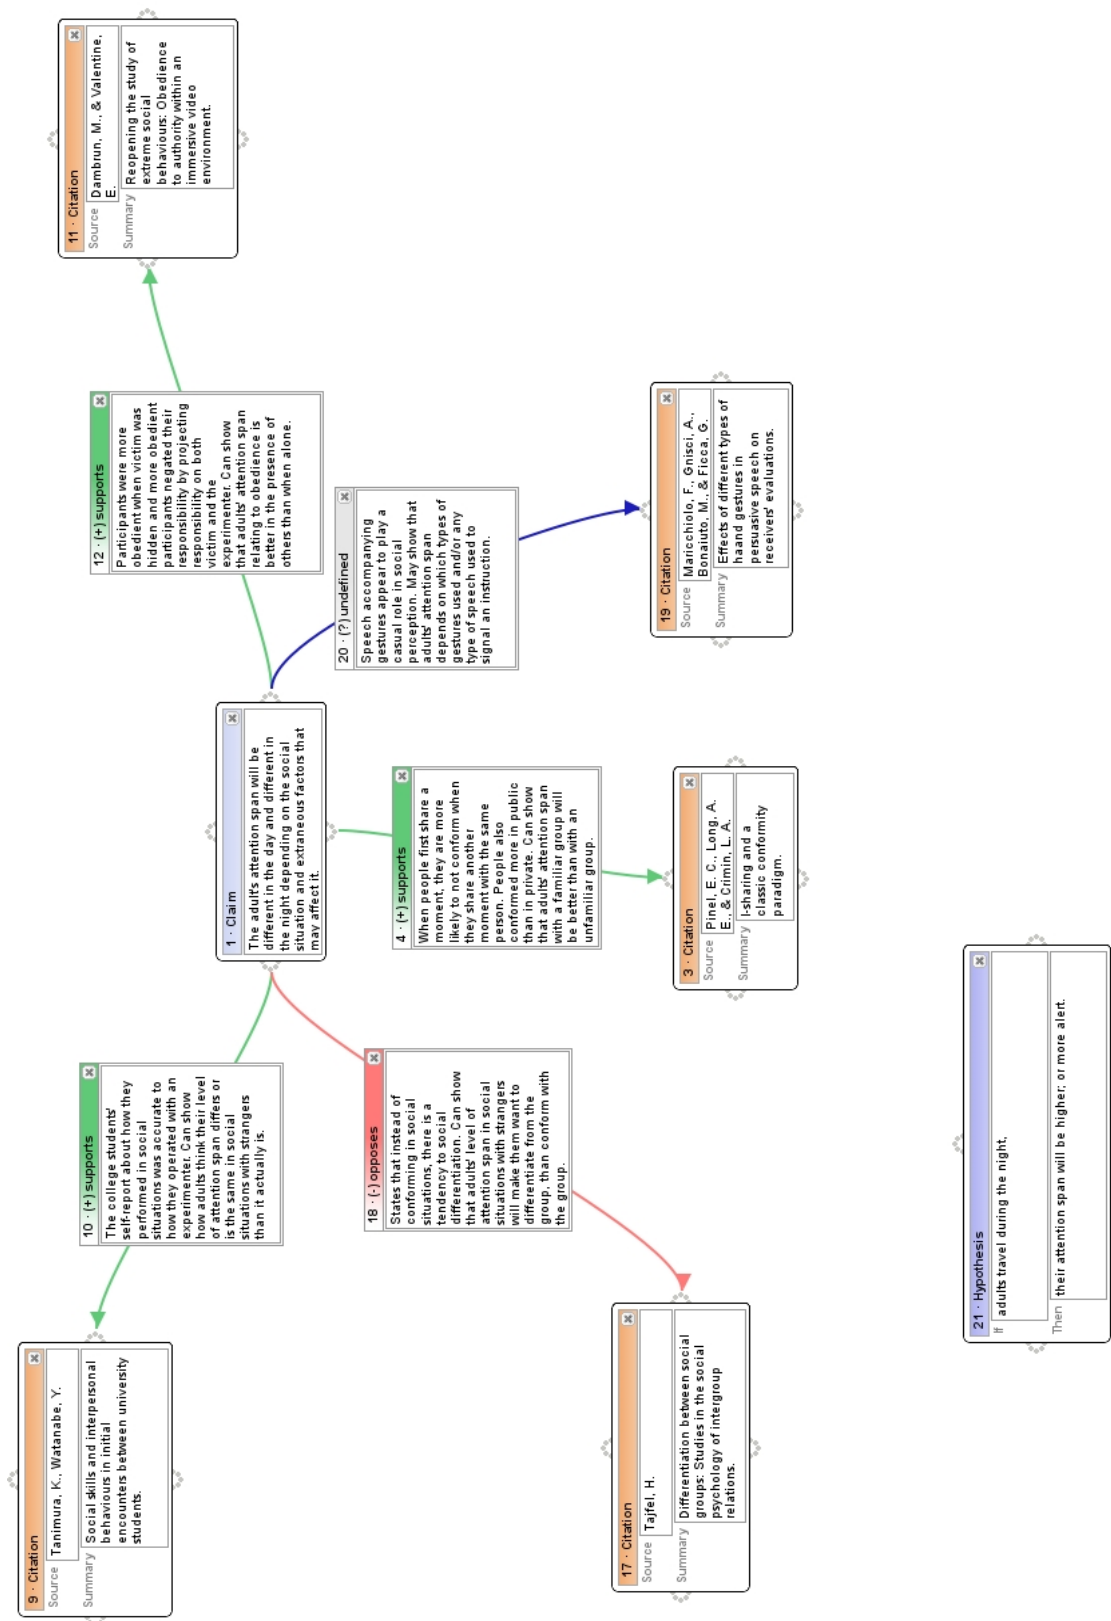 9 · Citation
Source
Tanimura, K., Watanabe, Y.
Summary
Social skills and interpersonal
behaviours in initial
encounters between university
students.
10 · (+) supports
The college students'
self-report about how they
performed in social
situations was accurate to
how they operated with an
experimenter. Can show
how adults think their level
of attention span differs or
is the same in social
situations with strangers
than it actually is.
12 · (+) supports
Participants were more
obedient when victim was
hidden and more obedient
participants negated their
responsibility by projecting
responsibility on both
victim and the
experimenter. Can show
that adults' attention span
relating to obedience is
better in the presence of
others than when alone.
11 · Citation
Source
Dambrun, M., & Valentine,
E.
Summary
Reopening the study of
extreme social
behaviours: Obedience
to authority within an
immersive video
environment.
1 · Claim
The adult's attention span will be
different in the day and different in
the night depending on the social
situation and extraneous factors that
may affect it.
18 · (-) opposes
States that instead of
conforming in social
situations, there is a
tendency to social
differentiation. Can show
that adults' level of
attention span in social
situations with strangers
will make them want to
differentiate from the
group, than conform with
the group.
4 · (+) supports
When people first share a
moment, they are more
likely to not conform when
they share another
moment with the same
person. People also
conformed more in public
than in private. Can show
that adults' attention span
with a familiar group will
be better than with an
unfamiliar group.
20 · (?) undefined
Speech accompanying
gestures appear to play a
casual role in social
perception. May show that
adults' attention span
depends on which types of
gestures used and/or any
type of speech used to
signal an instruction.
17 · Citation
Source
Tajfel, H.
Summary
Differentiation between social
groups: Studies in the social
psychology of intergroup
relations.
3 · Citation
Source
Pinel, E. C., Long, A.
E., & Crimin, L. A.
Summary
I-sharing and a
classic conformity
paradigm.
19 · Citation
Source
Maricchiolo, F., Gnisci, A.,
Bonaiuto, M., & Ficca, G.
Summary
Effects of different types of
haand gestures in
persuasive speech on
receivers' evaluations.
21 · Hypothesis
If
adults travel during the night,
Then
their attention span will be higher; or more alert.